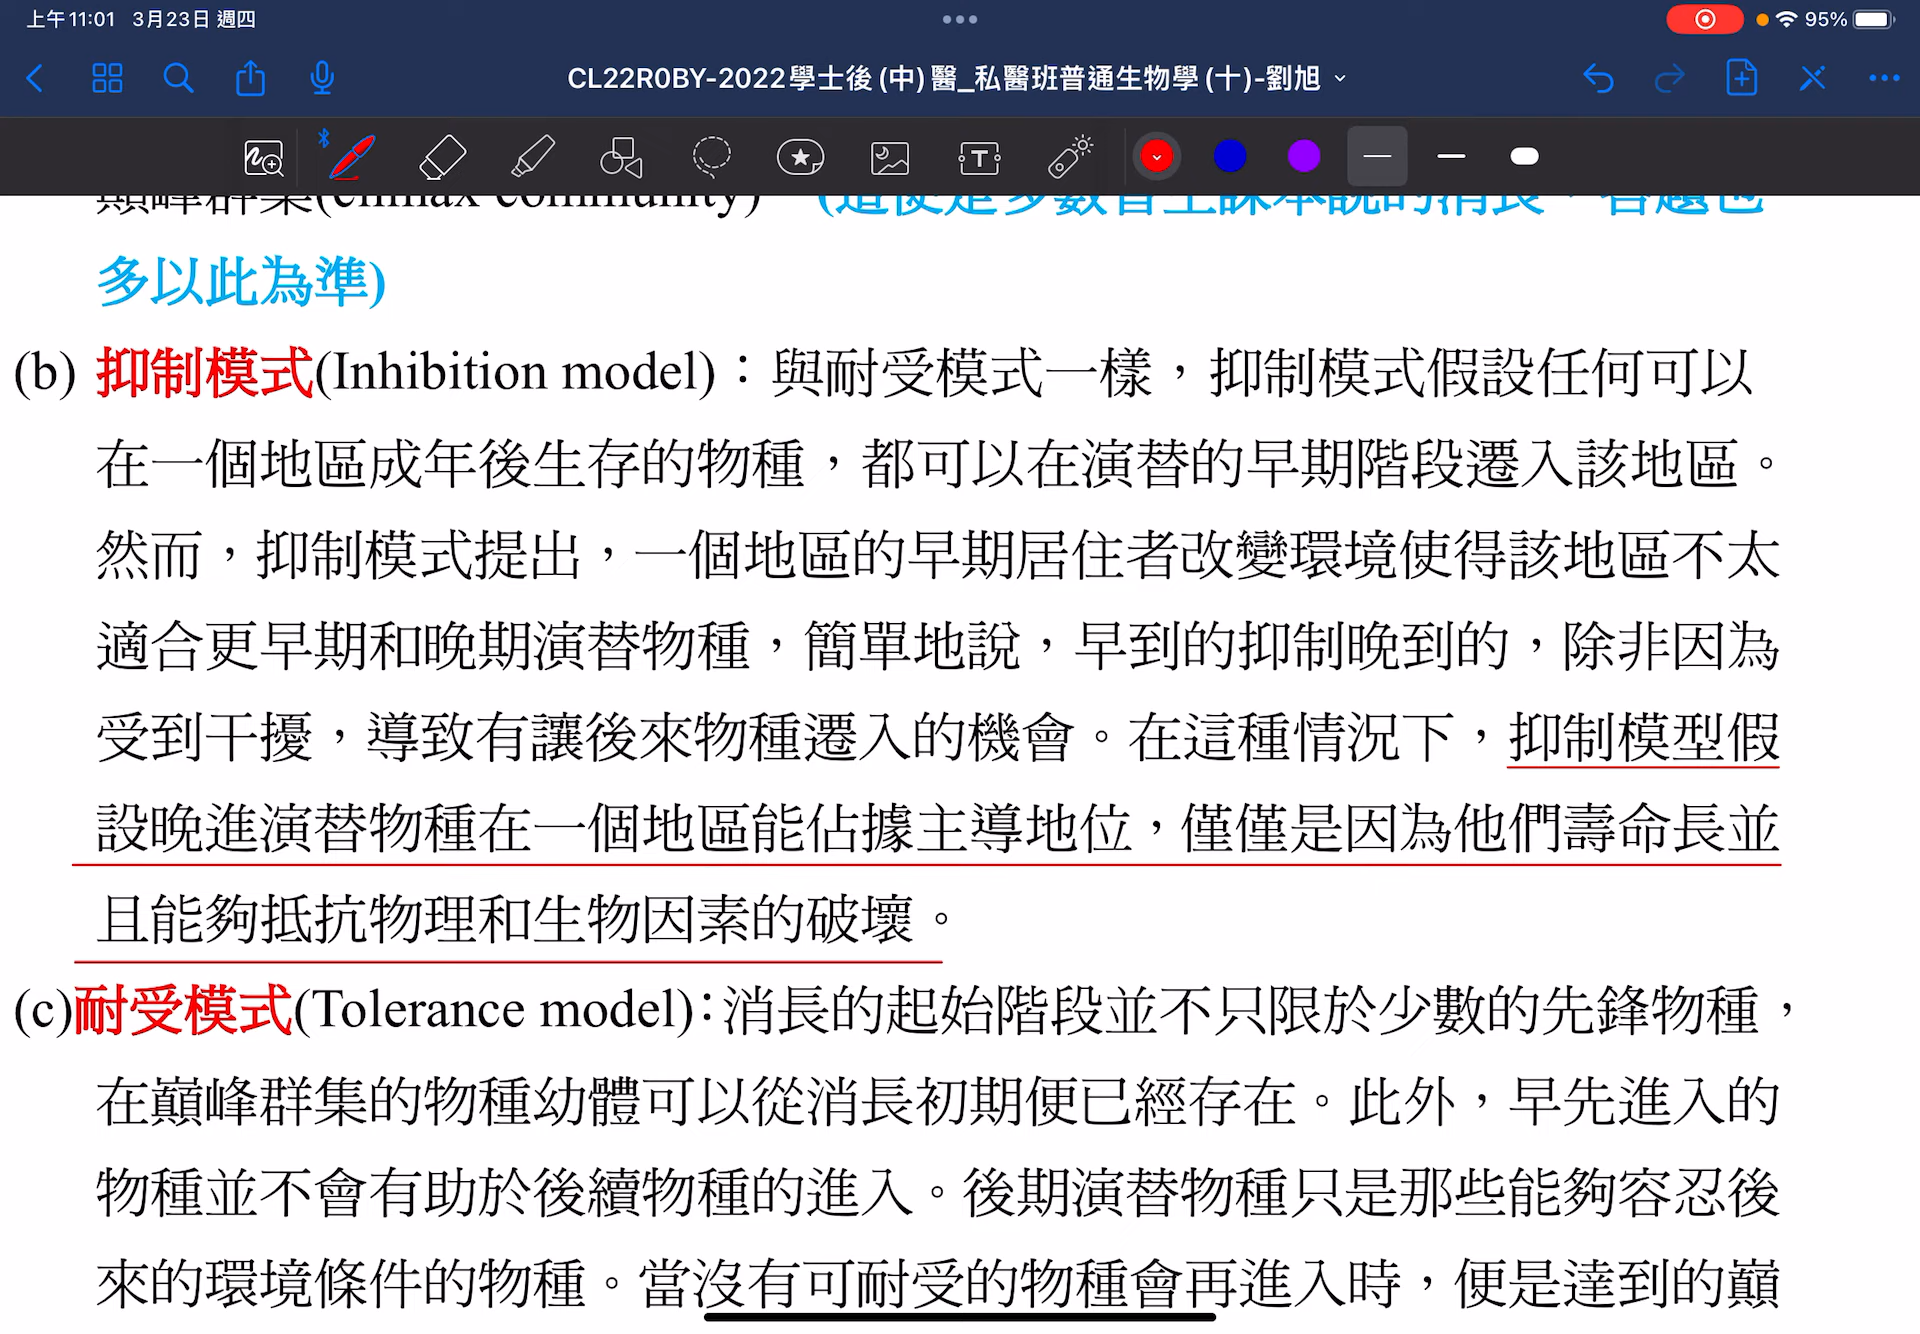 上午11:01 3月23日 週四
95%
CL22R0BY-2022學士後(中)醫_私醫班普通生物學(十)-劉旭
巔峰群集(climax community)
多以此為準)
(b) 抑制模式(Inhibition model)：與耐受模式一樣，抑制模式假設任何可以
在一個地區成年後生存的物種，都可以在演替的早期階段遷入該地區。
然而，抑制模式提出，一個地區的早期居住者改變環境使得該地區不太
適合更早期和晚期演替物種，簡單地說，早到的抑制晚到的，除非因為
受到干擾，導致有讓後來物種遷入的機會。在這種情況下，抑制模型假
設晚進演替物種在一個地區能佔據主導地位，僅僅是因為他們壽命長並
且能夠抵抗物理和生物因素的破壞。
(c)耐受模式(Tolerance model)：消長的起始階段並不只限於少數的先鋒物種，
在巔峰群集的物種幼體可以從消長初期便已經存在。此外，早先進入的
物種並不會有助於後續物種的進入。後期演替物種只是那些能夠容忍後
來的環境條件的物種。當沒有可耐受的物種會再進入時，便是達到的巔